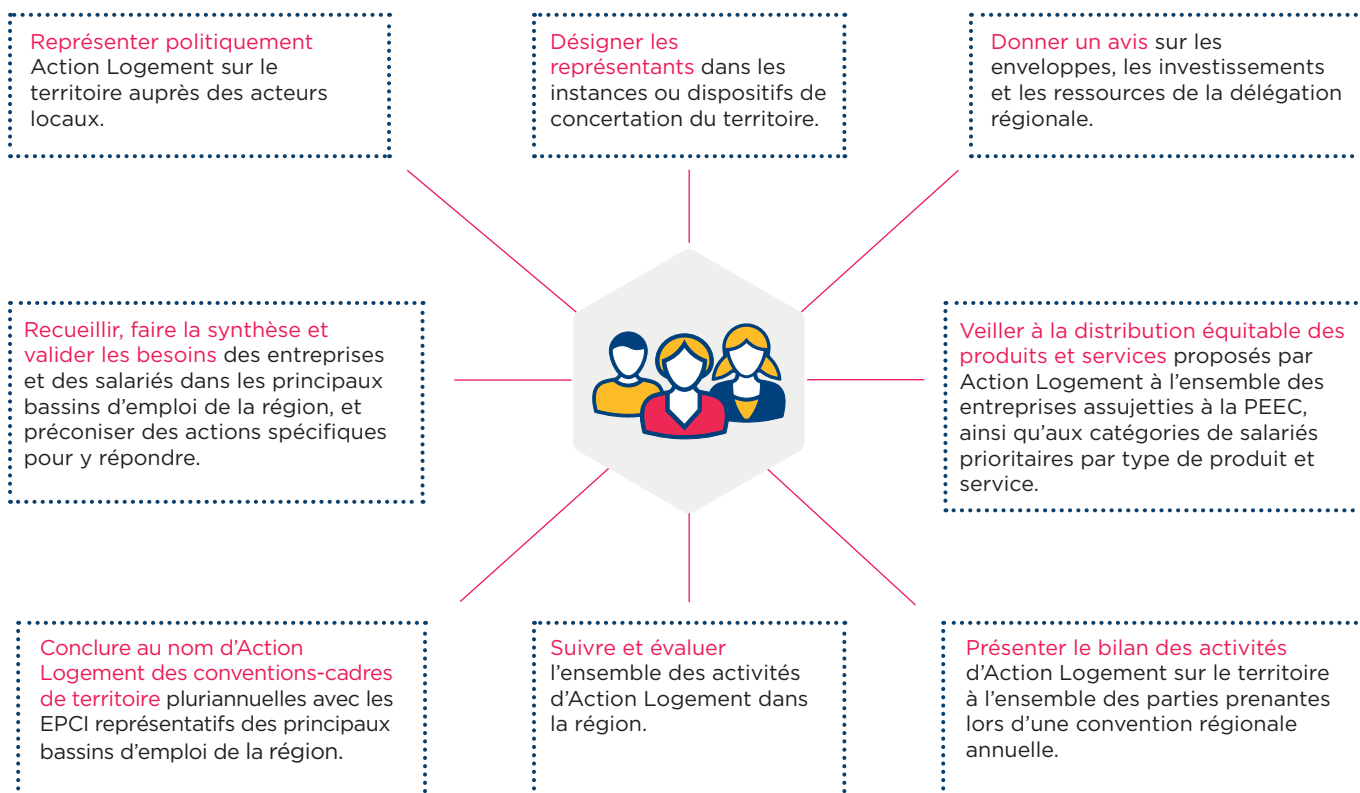 Représenter politiquement
Action Logement sur le
territoire auprès des acteurs
locaux.
Désigner les
représentants dans les
instances ou dispositifs de
concertation du territoire.
Donner un avis sur les
enveloppes, les investissements
et les ressources de la délégation
régionale.
Recueillir, faire la synthèse et
valider les besoins des entreprises
et des salariés dans les principaux
bassins d’emploi de la région, et
préconiser des actions spécifiques
pour y répondre.
Veiller à la distribution équitable des
produits et services proposés par
Action Logement à l’ensemble des
entreprises assujetties à la PEEC,
ainsi qu’aux catégories de salariés
prioritaires par type de produit et
service.
Conclure au nom d’Action
Logement des conventions-cadres
de territoire pluriannuelles avec les
EPCI représentatifs des principaux
bassins d’emploi de la région.
Suivre et évaluer
l’ensemble des activités
d’Action Logement dans
la région.
Présenter le bilan des activités
d’Action Logement sur le territoire
à l’ensemble des parties prenantes
lors d’une convention régionale
annuelle.